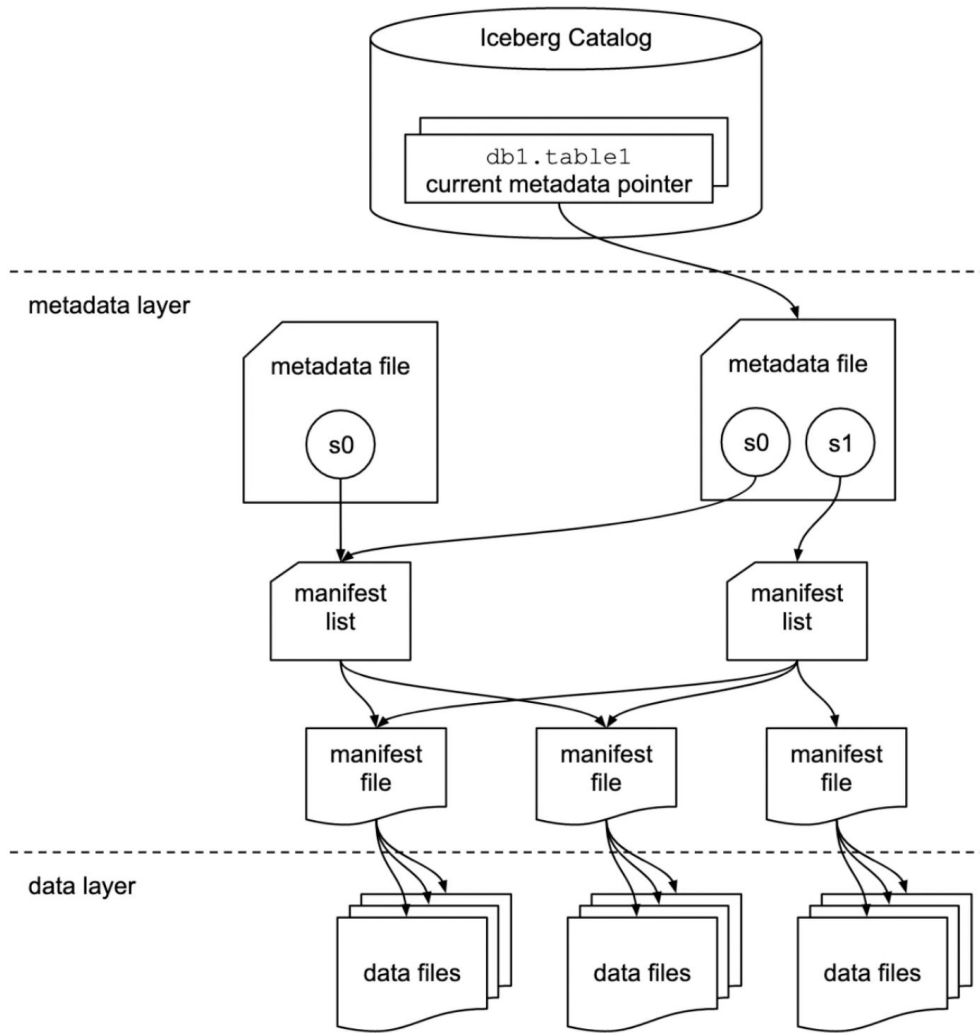 Iceberg Catalog
db1.table1
current metadata pointer
metadata layer
metadata file
metadata file
s0
s0
s1
manifest
list
manifest
list
manifest
file
manifest
file
manifest
file
data layer
data files
data files
data files